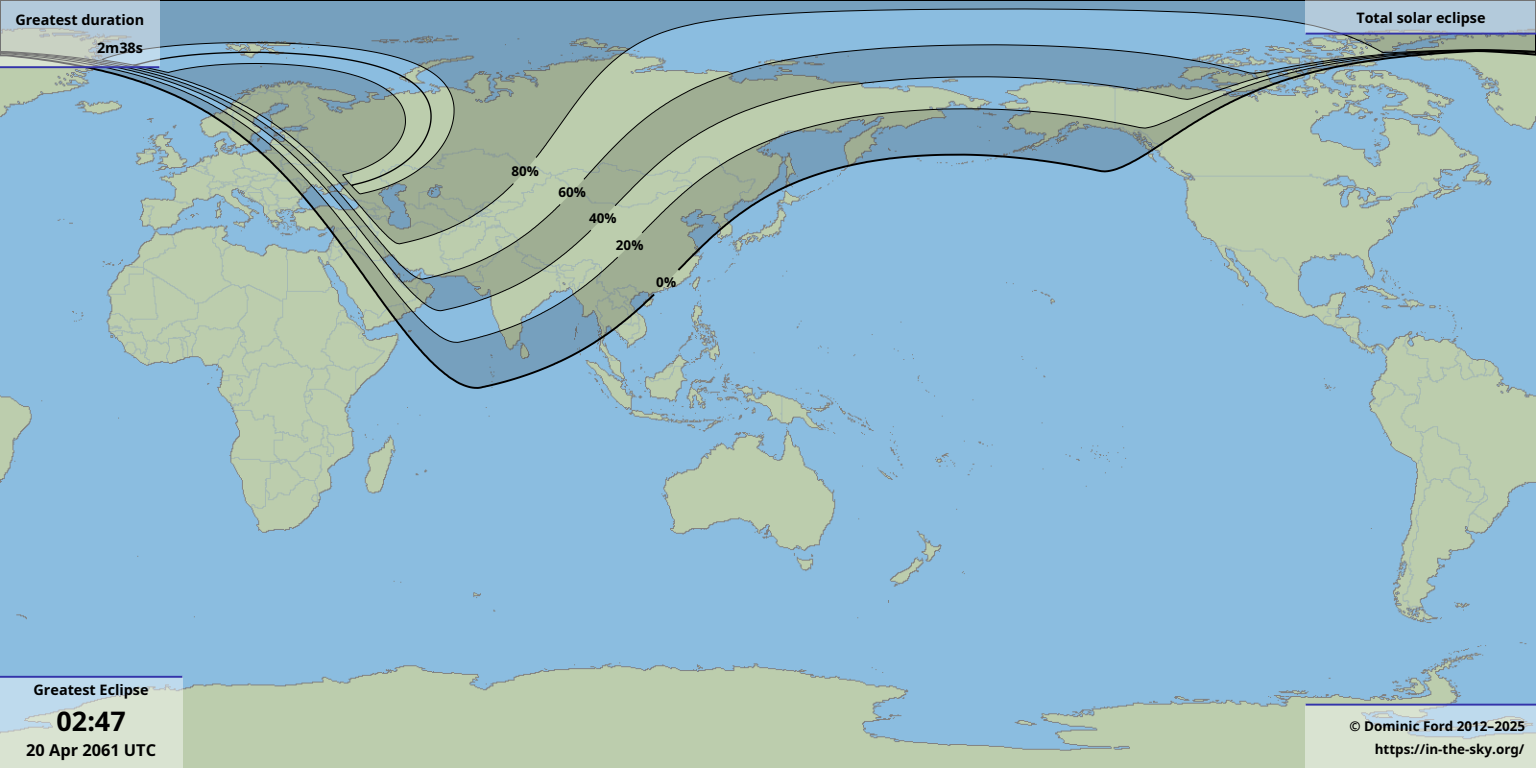 Greatest duration
2m38s
Total solar eclipse
80%
60%
40%
20%
0%
Greatest Eclipse
02:47
20 Apr 2061 UTC
© Dominic Ford 2012–2025
https://in-the-sky.org/